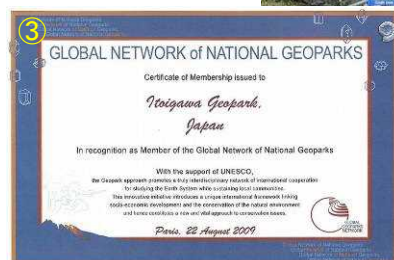 ③
GLOBAL NETWORK of NATIONAL GEOPARKS
Certificate of Membership issued to
Itoigawa Geopark,
Japan
In recognition as Member of the Global Network of National Geoparks
With the support of UNESCO,
the Geopark approach promotes a truly interdisciplinary network of international cooperation
for studying the Earth System while sustaining local communities.
This innovative initiative introduces a unique international framework linking
socio-economic development and the conservation of the natural environment
and hence constitutes a new and vital approach to conservation issues.
Paris, 22 August 2009
GLOBAL
GEOPARKS
NETWORK